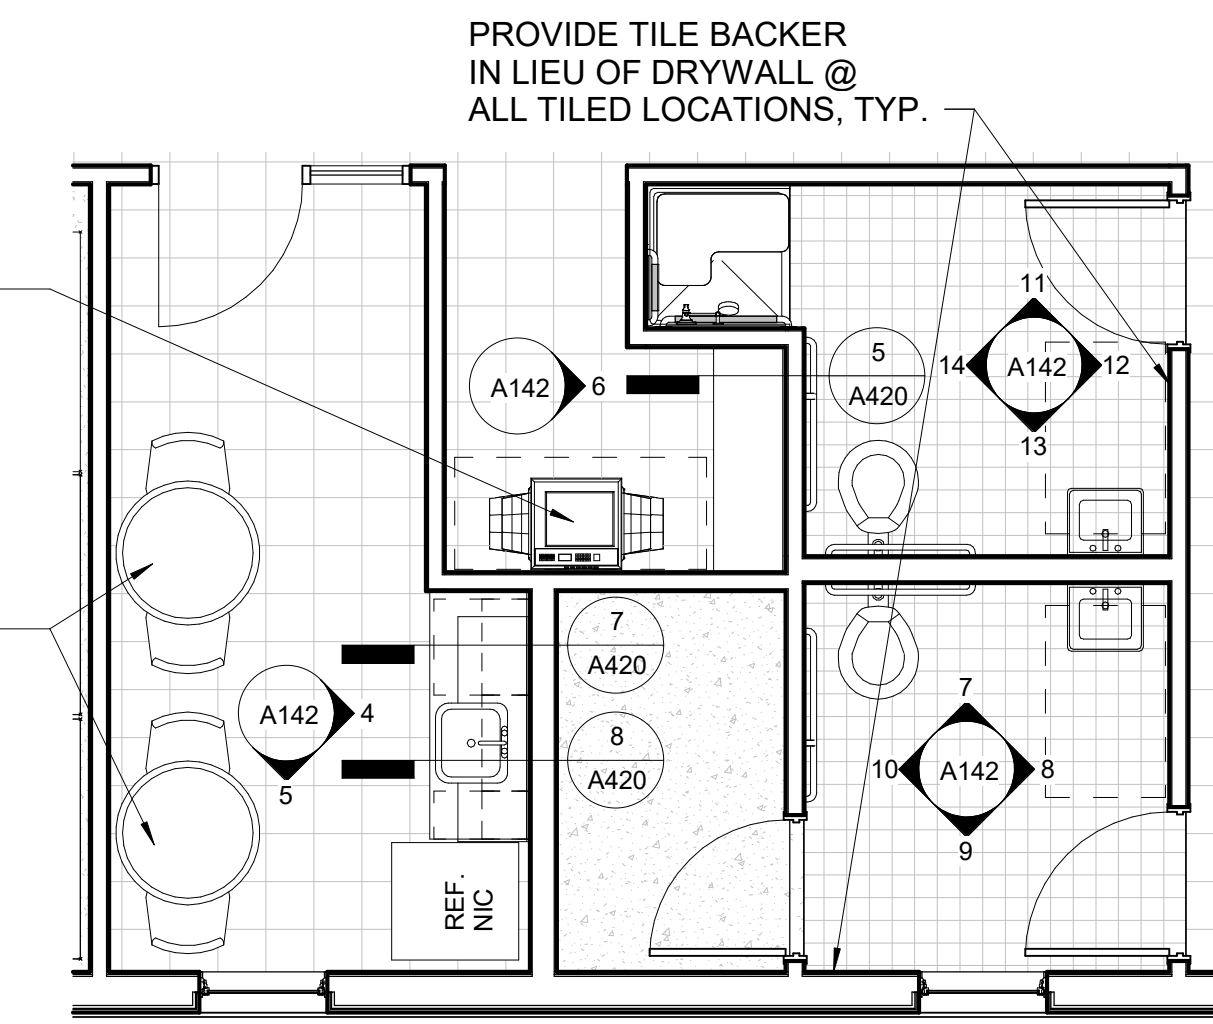 PROVIDE TILE BACKER
IN LIEU OF DRYWALL @
ALL TILED LOCATIONS, TYP.
11
14
A142
12
13
5
A420
A142
6
7
A420
8
A420
A142
4
5
7
10
A142
8
9
REF.
NIC